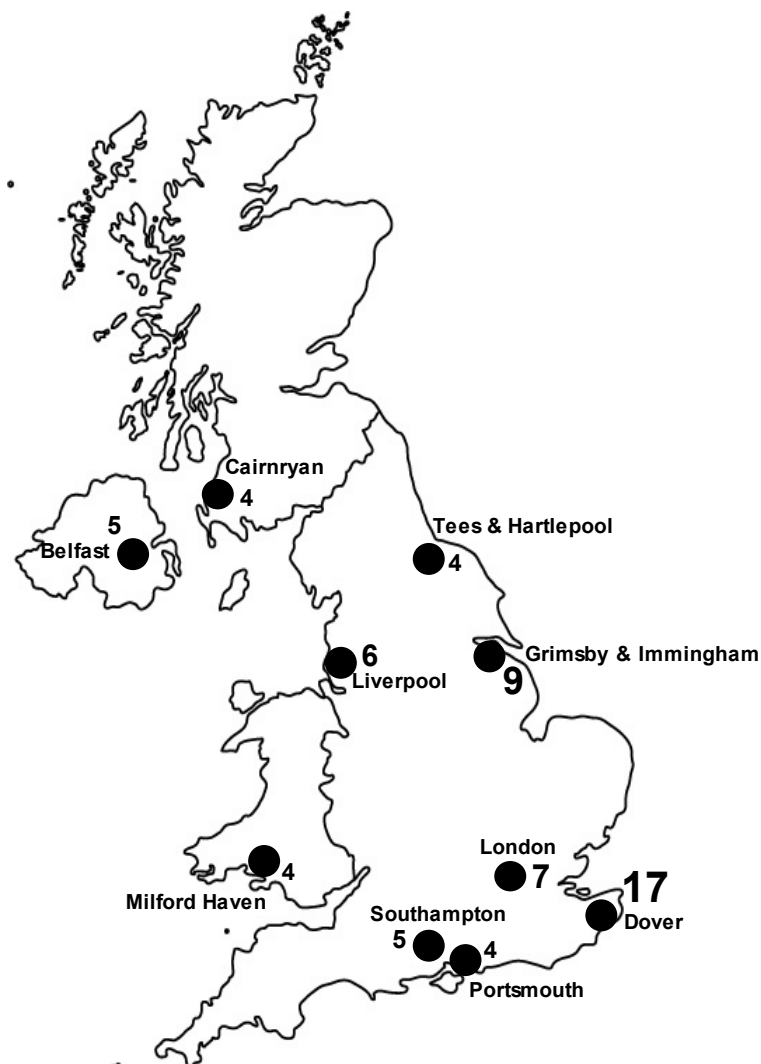 Cairnryan
4
5
Belfast
Tees & Hartlepool
4
6
Liverpool
Grimsby & Immingham
9
London
7
17
Dover
4
Milford Haven
Southampton
5
4
Portsmouth